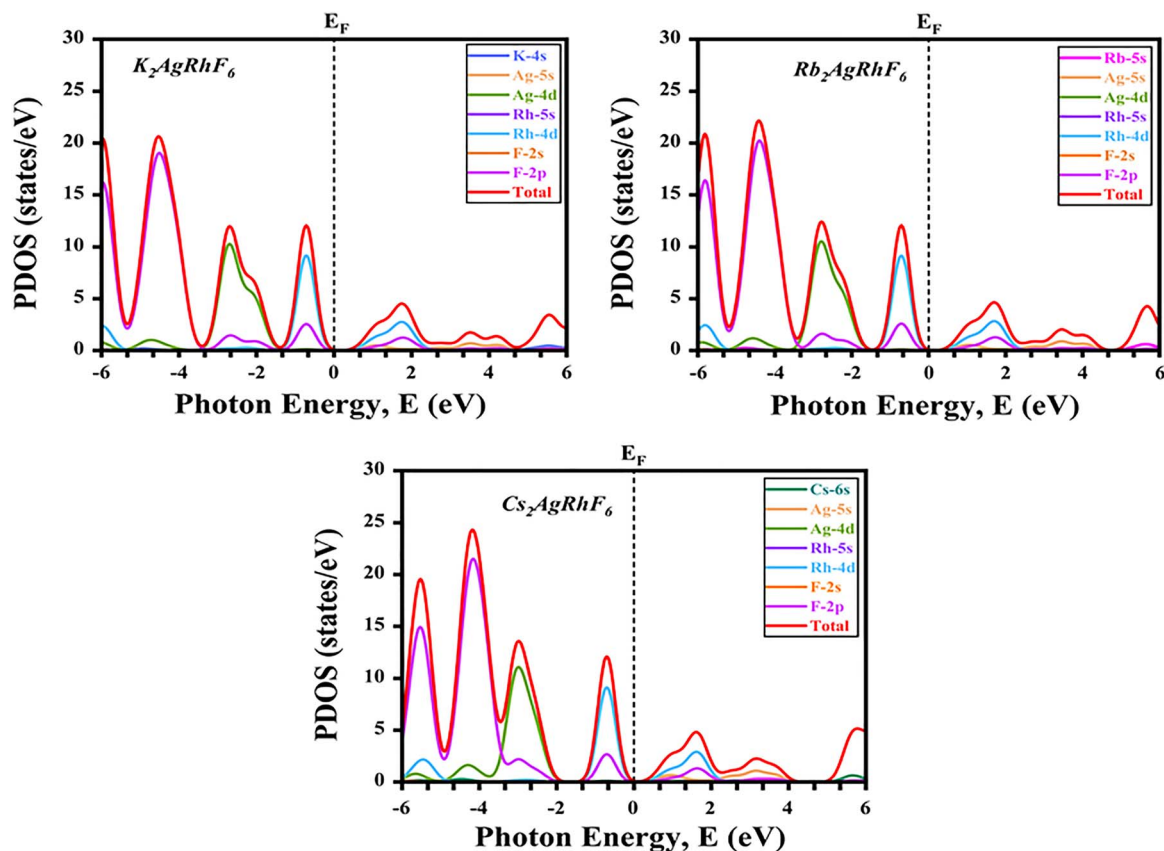 E_F
K₂AgRhF₆
K-4s
Ag-5s
Ag-4d
Rh-5s
Rh-4d
F-2s
F-2p
Total
PDOS (states/eV)
30
25
20
15
10
5
0
-6 -4 -2 0 2 4 6
Photon Energy, E (eV)
E_F
Rb₂AgRhF₆
Rb-5s
Ag-5s
Ag-4d
Rh-5s
Rh-4d
F-2s
F-2p
Total
PDOS (states/eV)
30
25
20
15
10
5
0
-6 -4 -2 0 2 4 6
Photon Energy, E (eV)
E_F
Cs₂AgRhF₆
Cs-6s
Ag-5s
Ag-4d
Rh-5s
Rh-4d
F-2s
F-2p
Total
PDOS (states/eV)
30
25
20
15
10
5
0
-6 -4 -2 0 2 4 6
Photon Energy, E (eV)